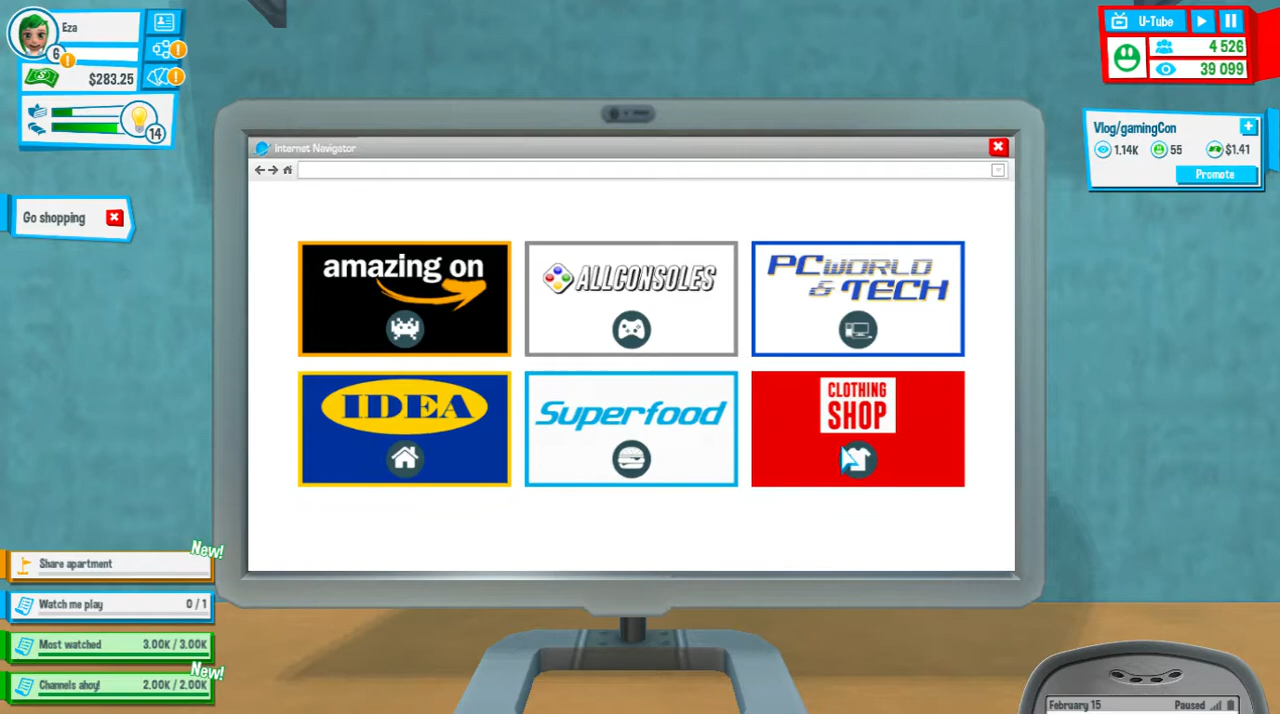 Eza
6
$283.25
14
U-Tube
4 526
39 099
Vlog/gamingCon
1.14K 55 $1.41
Promote
Go shopping
Internet Navigator
amazing on
ALLCONSOLES
PC WORLD
& TECH
IDEA
Superfood
CLOTHING
SHOP
New!
Share apartment
Watch me play 0 / 1
Most watched 3.00K / 3.00K
New!
Channels ahoy! 2.00K / 2.00K
February 15 Paused